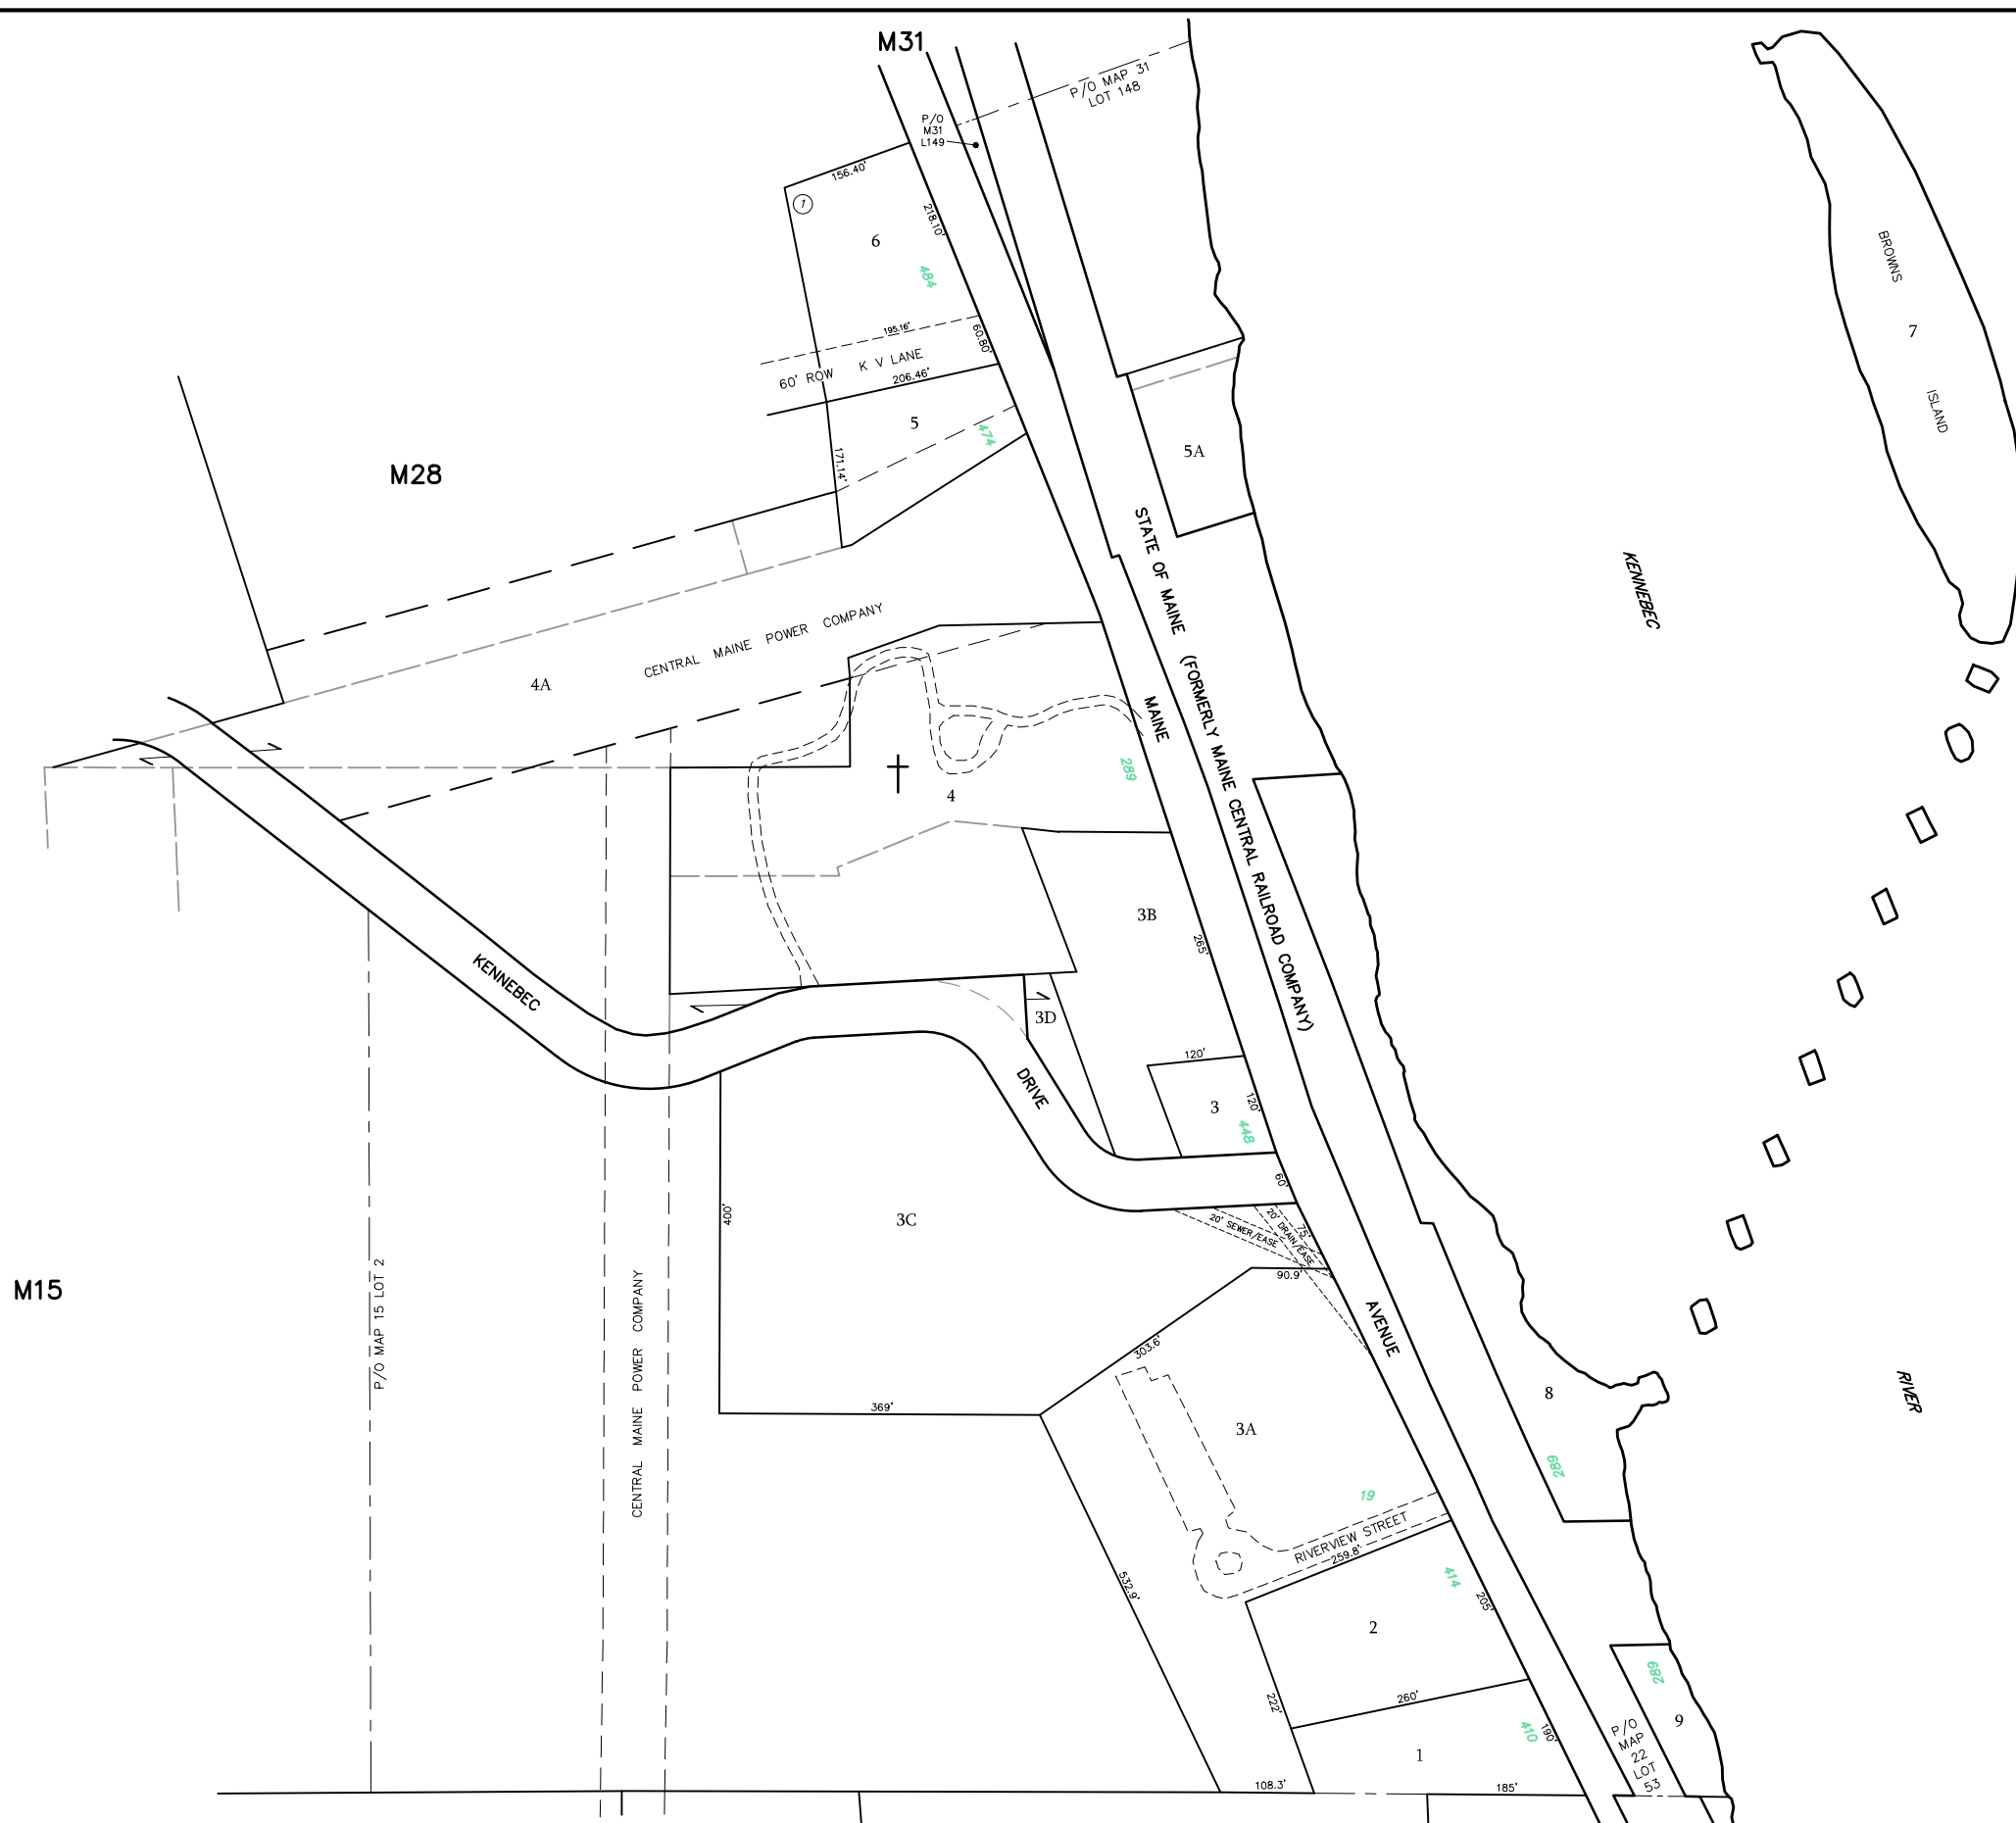 M31
P/O MAP 31
LOT 148
P/O
M31
L149
156.40'
1
218.10'
6
484
BROWNS
7
ISLAND
195.16'
60.80'
60' ROW K V LANE
206.46'
5
474
171.14'
5A
M28
STATE OF MAINE (FORMERLY MAINE CENTRAL RAILROAD COMPANY)
KENNEBEC
CENTRAL MAINE POWER COMPANY
4A
MAINE
289
4
3B
265'
KENNEBEC
3D
DRIVE
120'
3
120'
448
60'
3C
400'
20' SEWER/EASE
20' DRAIN/EASE
75'
90.9'
M15
P/O MAP 15 LOT 2
CENTRAL MAINE POWER COMPANY
AVENUE
303.6'
369'
RIVER
8
289
3A
19
RIVERVIEW STREET
259.8'
532.9'
414
205'
2
222'
260'
289
9
410
190'
1
P/O
MAP
22
LOT
53
108.3'
185'